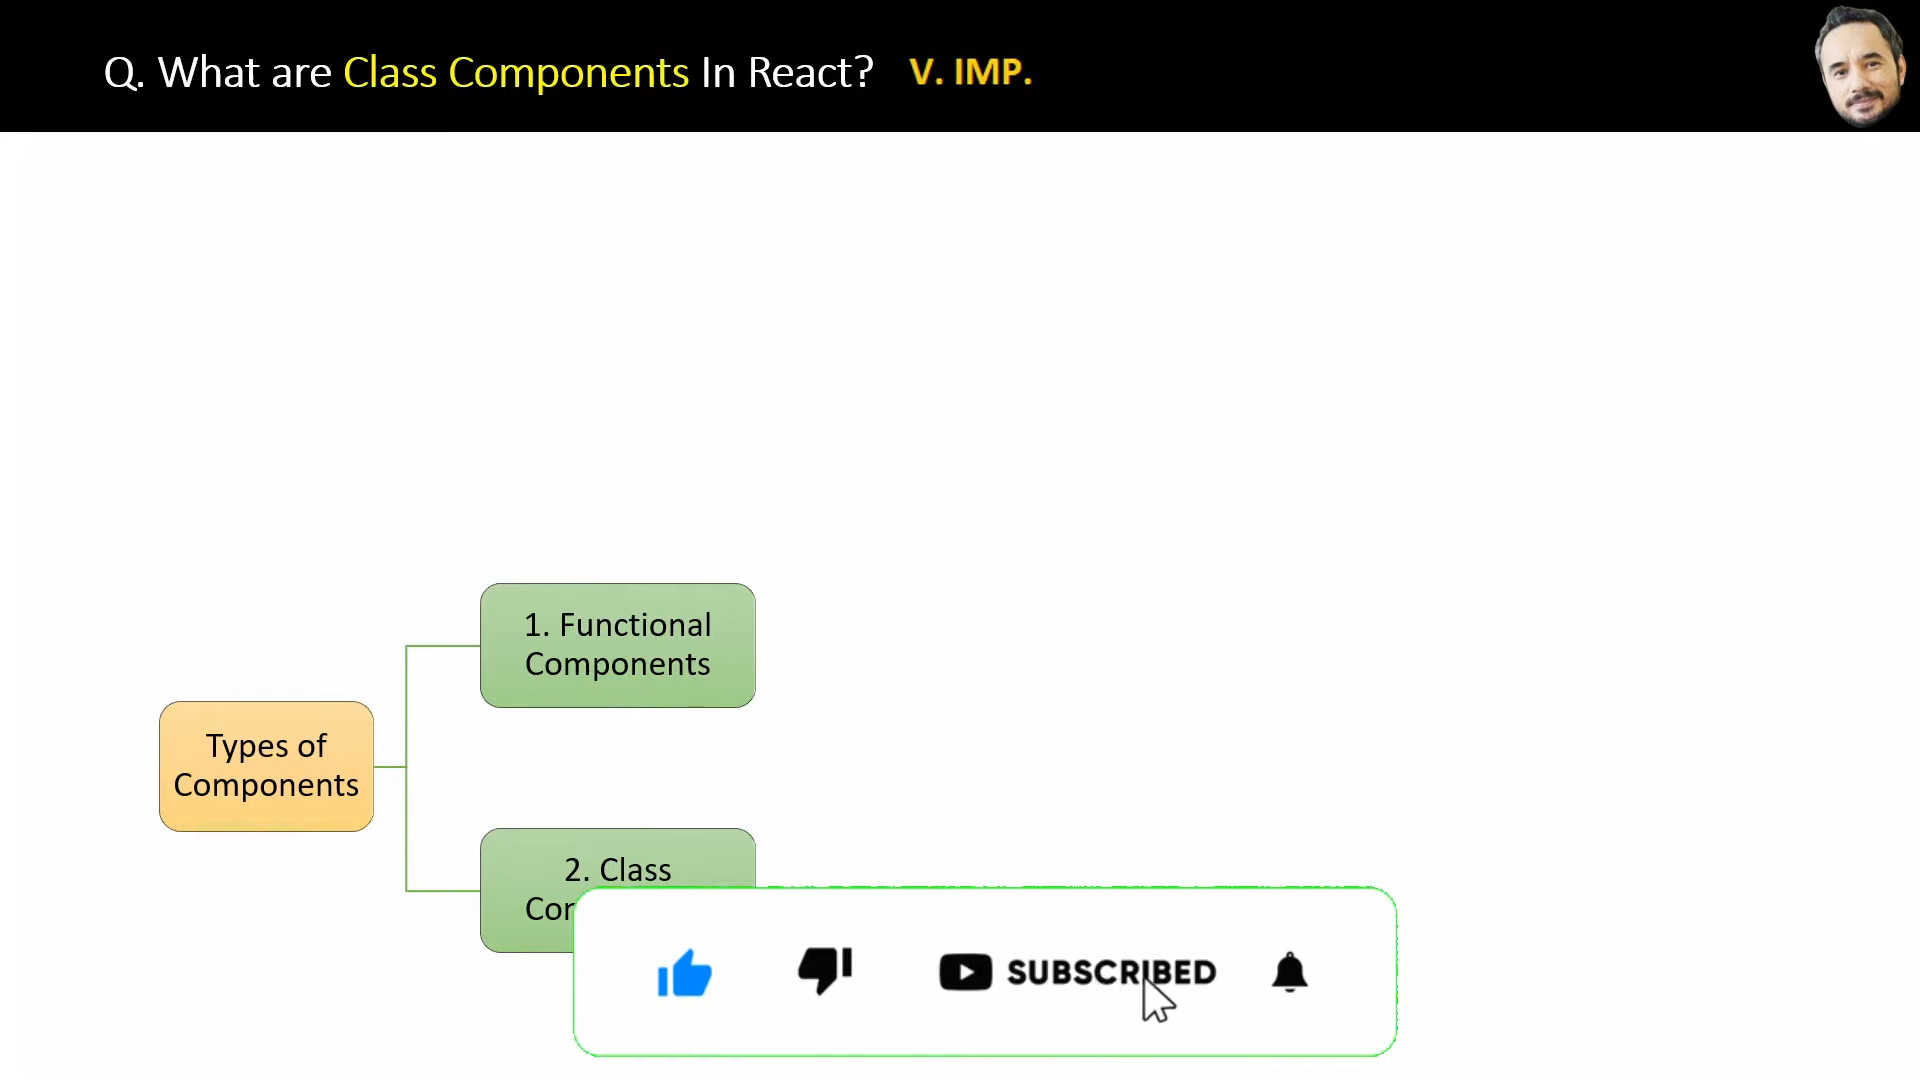 Q. What are Class Components In React? V. IMP.
1. Functional
Components
Types of
Components
2. Class
SUBSCRIBED